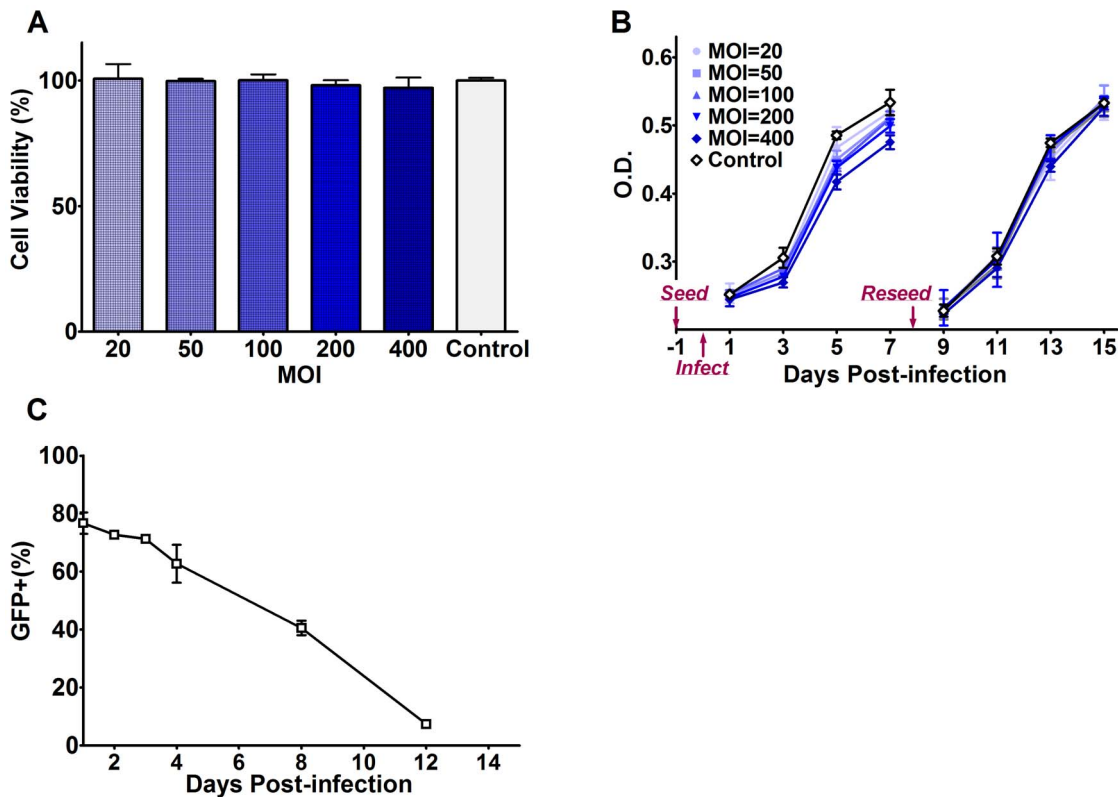 A
Cell Viability (%)
100
50
0
20 50 100 200 400 Control
MOI
B
O.D.
0.6
0.5
0.4
0.3
MOI=20
MOI=50
MOI=100
MOI=200
MOI=400
Control
Seed
Reseed
-1 1 3 5 7 9 11 13 15
Infect
Days Post-infection
C
GFP+(%)
100
80
60
40
20
0
2 4 6 8 10 12 14
Days Post-infection